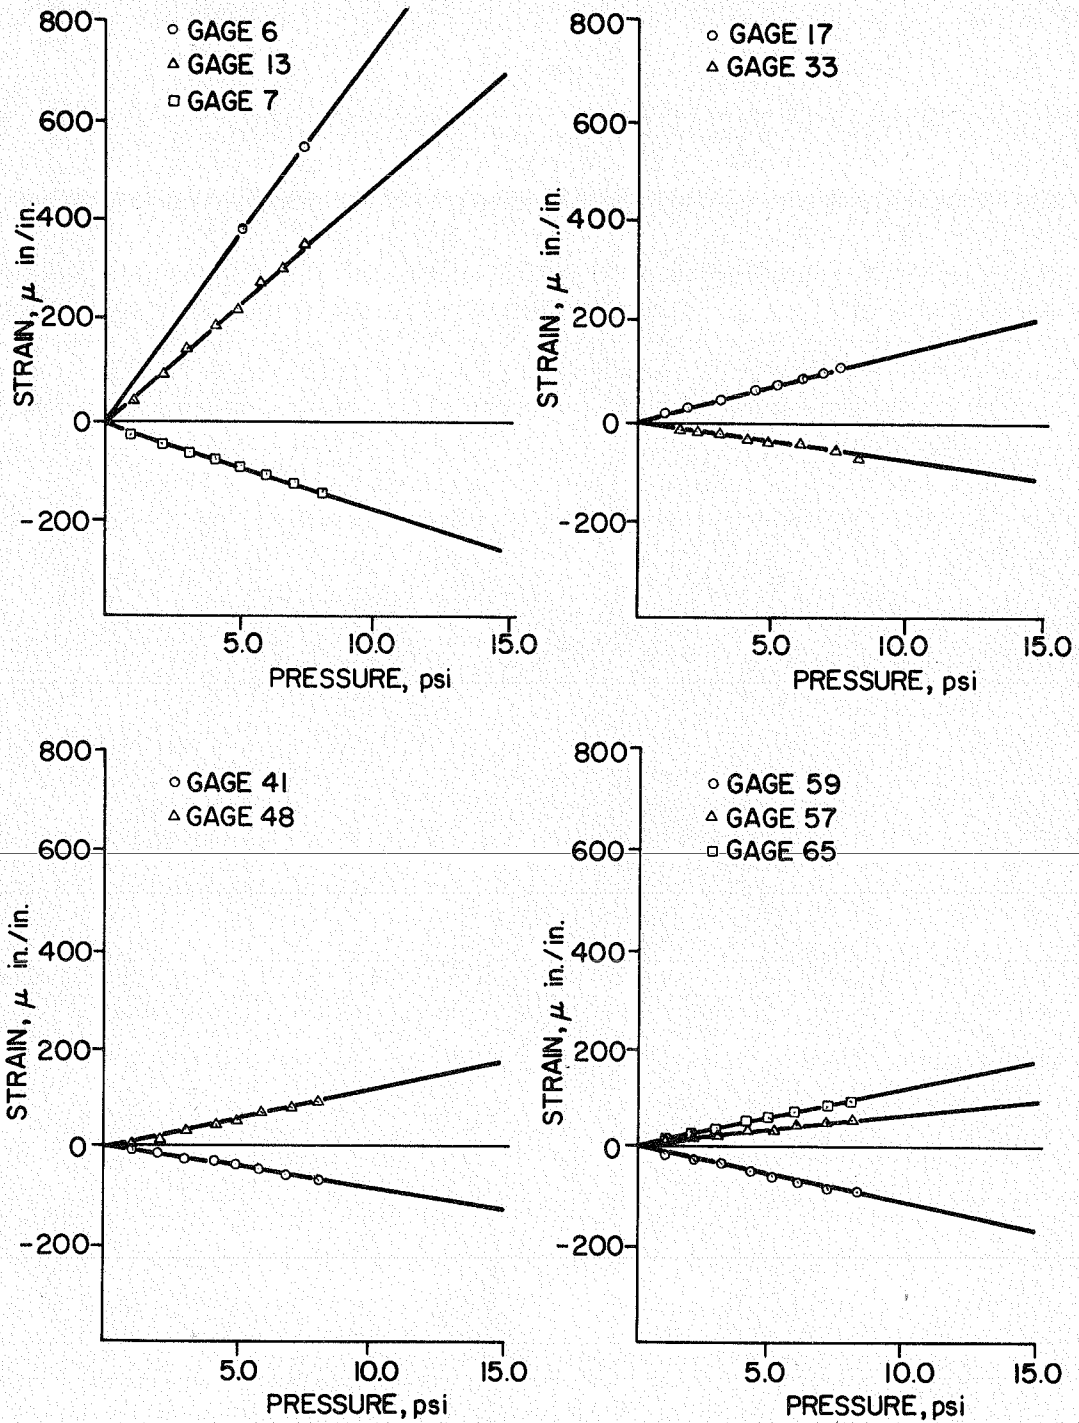 800
600
400
200
0
-200
STRAIN, μ in/in.
○ GAGE 6
△ GAGE 13
□ GAGE 7
5.0 10.0 15.0
PRESSURE, psi
800
600
400
200
0
-200
STRAIN, μ in./in.
○ GAGE 17
△ GAGE 33
5.0 10.0 15.0
PRESSURE, psi
800
600
400
200
0
-200
STRAIN, μ in./in.
○ GAGE 41
△ GAGE 48
5.0 10.0 15.0
PRESSURE, psi
800
600
400
200
0
-200
STRAIN, μ in./in.
○ GAGE 59
△ GAGE 57
□ GAGE 65
5.0 10.0 15.0
PRESSURE, psi